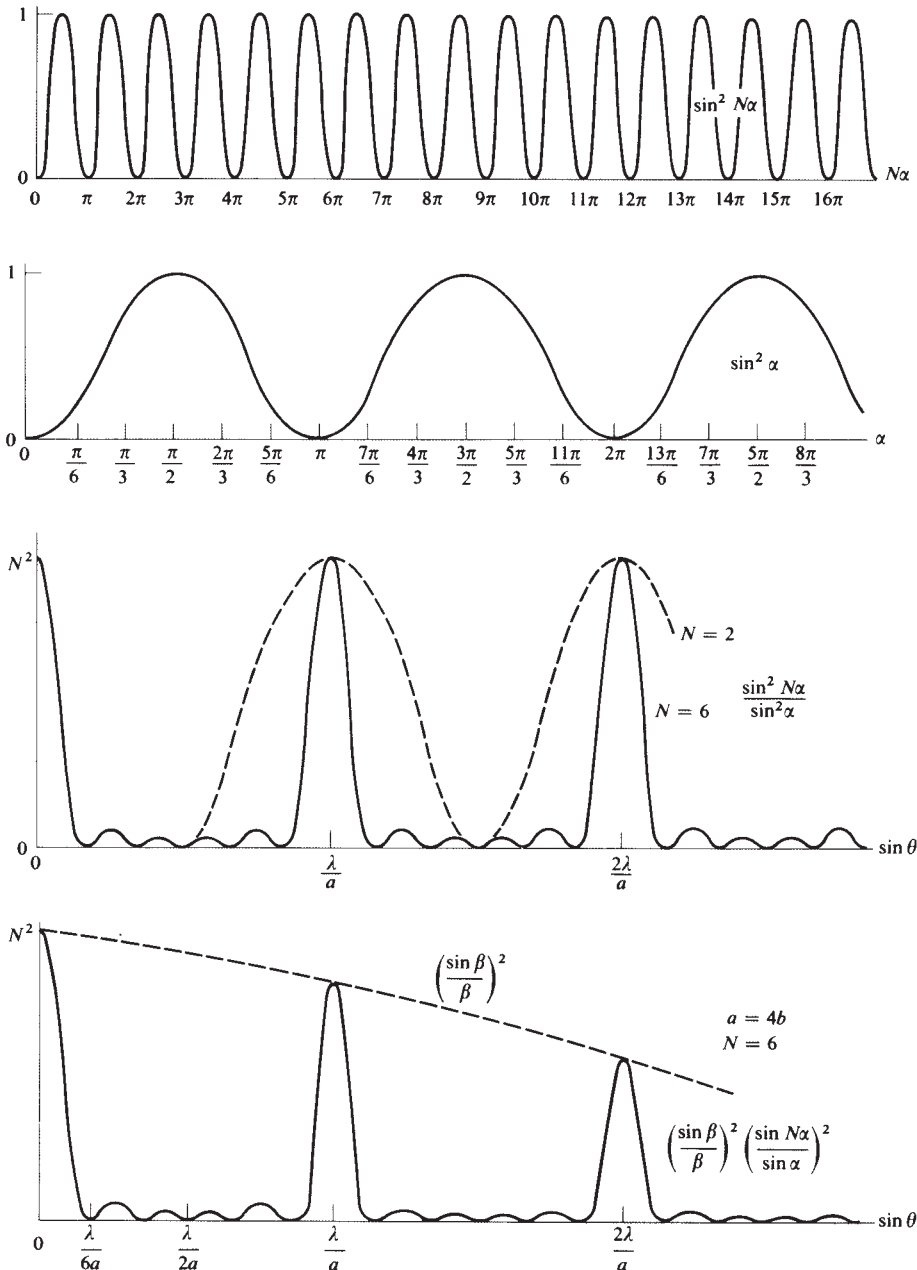 1
sin² Nα
0
Nα
0 π 2π 3π 4π 5π 6π 7π 8π 9π 10π 11π 12π 13π 14π 15π 16π
1
sin² α
0
α
0 π/6 π/3 π/2 2π/3 5π/6 π 7π/6 4π/3 3π/2 5π/3 11π/6 2π 13π/6 7π/3 5π/2 8π/3
N²
N = 2
N = 6 sin² Nα/sin²α
0
sin θ
0 λ/a 2λ/a
N²
(sin β/β)²
a = 4b
N = 6
(sin β/β)² (sin Nα/sin α)²
0
sin θ
0 λ/6a λ/2a λ/a 2λ/a